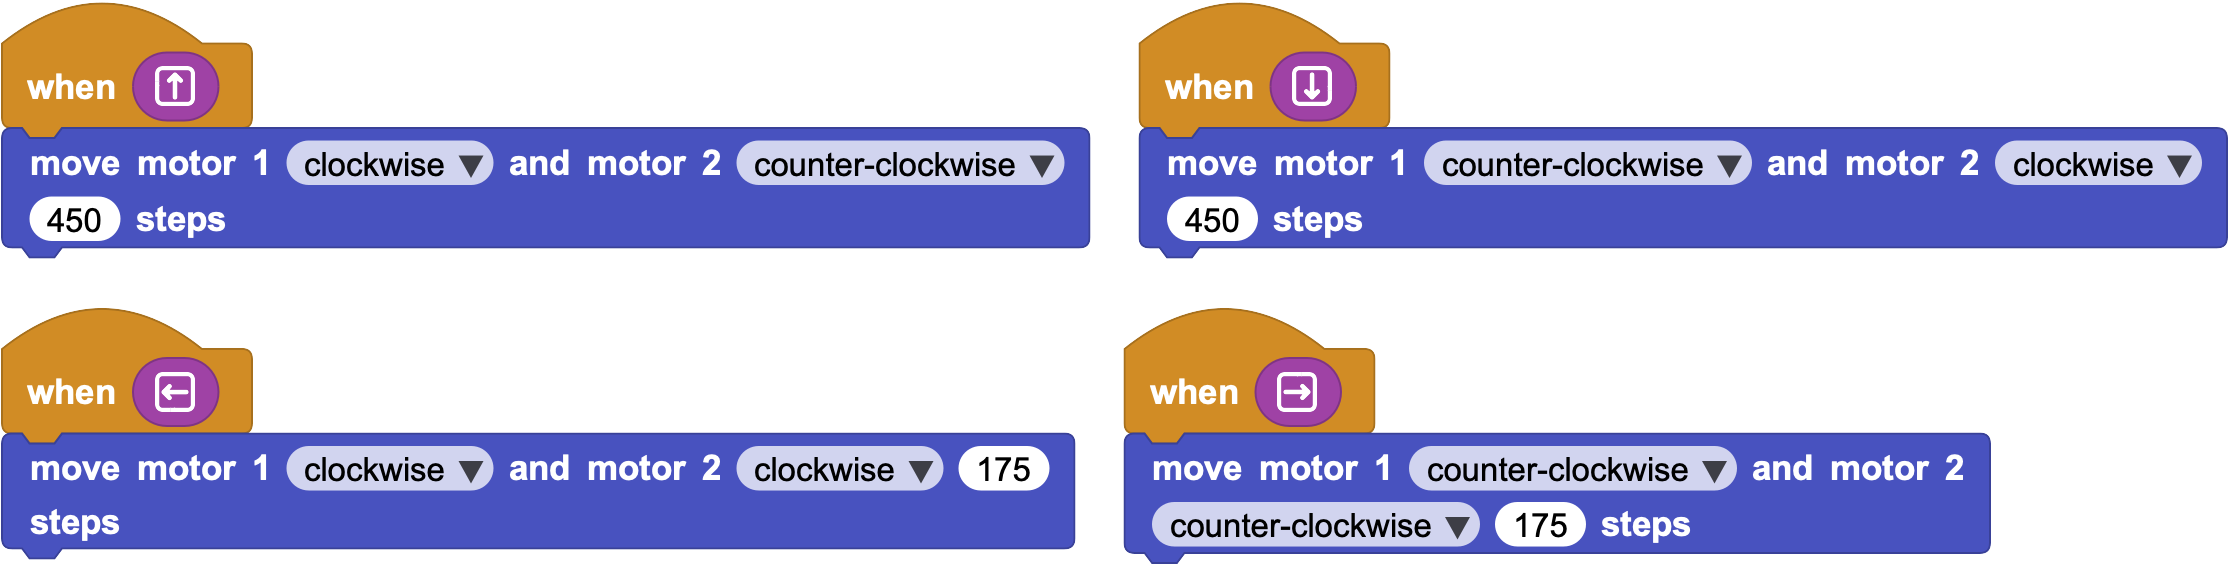 when ↑
move motor 1 clockwise ▼ and motor 2 counter-clockwise ▼
450 steps
when ↓
move motor 1 counter-clockwise ▼ and motor 2 clockwise ▼
450 steps
when ←
move motor 1 clockwise ▼ and motor 2 clockwise ▼ 175
steps
when →
move motor 1 counter-clockwise ▼ and motor 2
counter-clockwise ▼ 175 steps